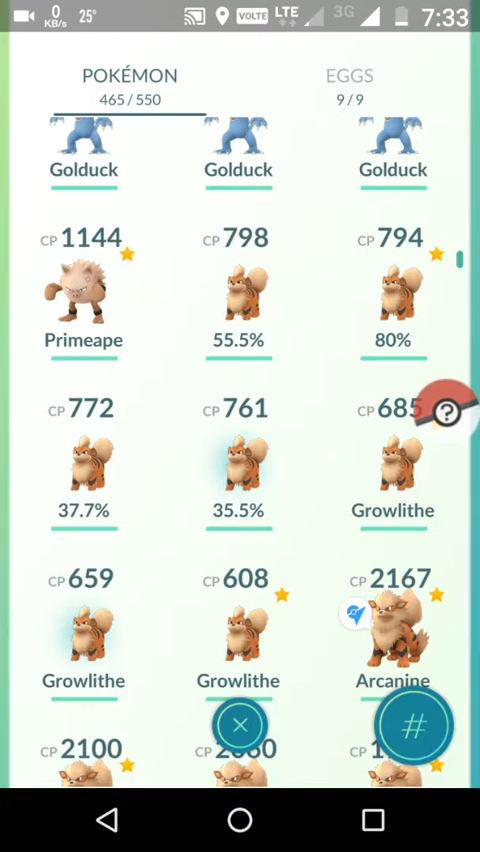 0
KB/s
25°
VOLTE
LTE
3G
7:33
POKÉMON
EGGS
465 / 550
9 / 9
Golduck
Golduck
Golduck
CP 1144
CP 798
CP 794
Primeape
55.5%
80%
CP 772
CP 761
CP 685
?
37.7%
35.5%
Growlithe
CP 659
CP 608
CP 2167
Growlithe
Growlithe
Arcanine
#
CP 2100
CP
CP